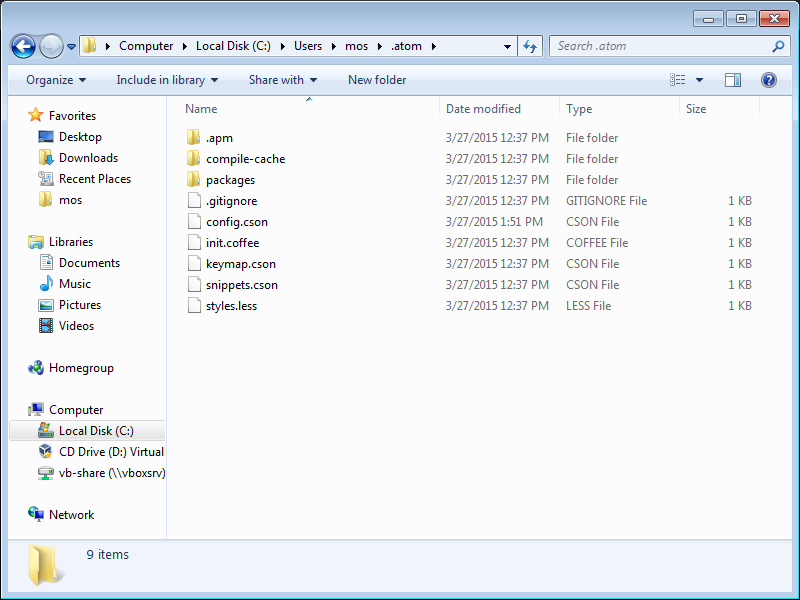 Computer Local Disk (C:) Users mos .atom
Search .atom
Organize Include in library Share with New folder
Name Date modified Type Size
.apm 3/27/2015 12:37 PM File folder
compile-cache 3/27/2015 12:37 PM File folder
packages 3/27/2015 12:37 PM File folder
.gitignore 3/27/2015 12:37 PM GITIGNORE File 1 KB
config.cson 3/27/2015 1:51 PM CSON File 1 KB
init.coffee 3/27/2015 12:37 PM COFFEE File 1 KB
keymap.cson 3/27/2015 12:37 PM CSON File 1 KB
snippets.cson 3/27/2015 12:37 PM CSON File 1 KB
styles.less 3/27/2015 12:37 PM LESS File 1 KB
Favorites
Desktop
Downloads
Recent Places
mos
Libraries
Documents
Music
Pictures
Videos
Homegroup
Computer
Local Disk (C:)
CD Drive (D:) Virtual
vb-share (\\vboxsrv)
Network
9 items